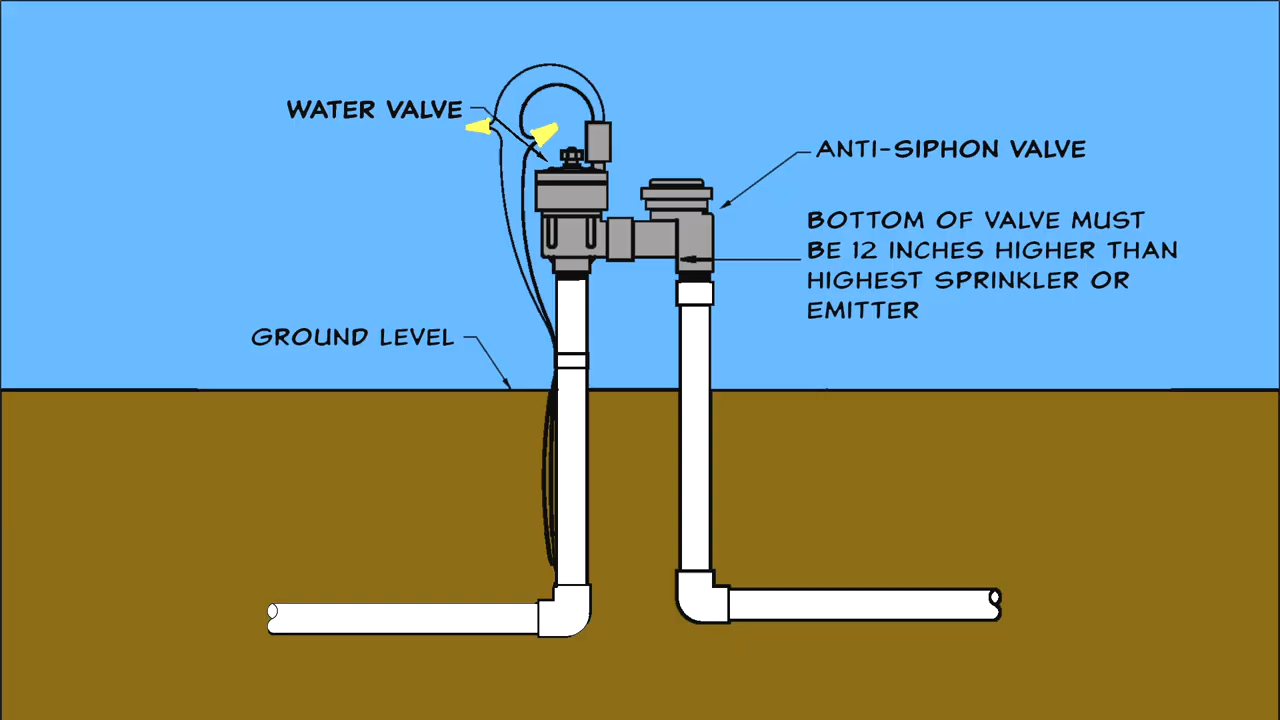 WATER VALVE
ANTI-SIPHON VALVE
BOTTOM OF VALVE MUST
BE 12 INCHES HIGHER THAN
HIGHEST SPRINKLER OR
EMITTER
GROUND LEVEL